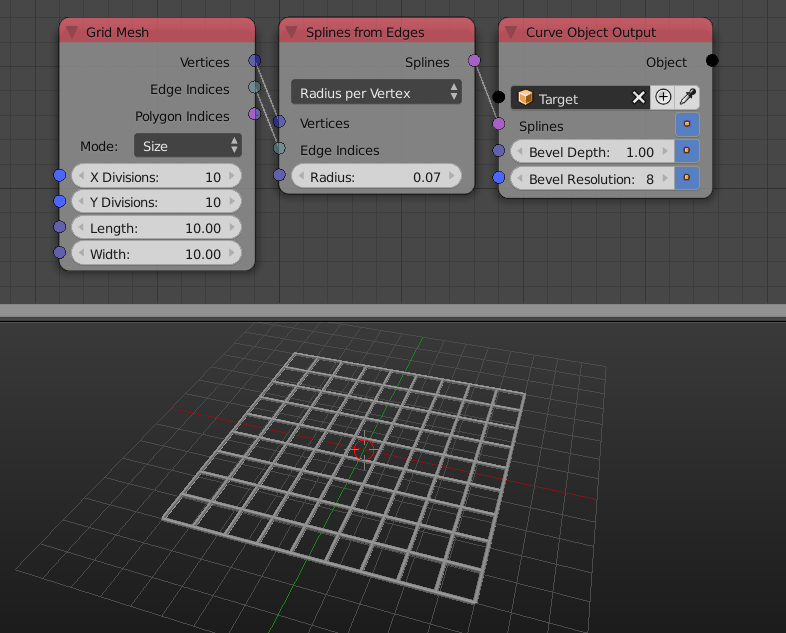 Grid Mesh
Vertices
Edge Indices
Polygon Indices
Mode: Size
X Divisions: 10
Y Divisions: 10
Length: 10.00
Width: 10.00
Splines from Edges
Splines
Radius per Vertex
Vertices
Edge Indices
Radius: 0.07
Curve Object Output
Object
Target
Splines
Bevel Depth: 1.00
Bevel Resolution: 8